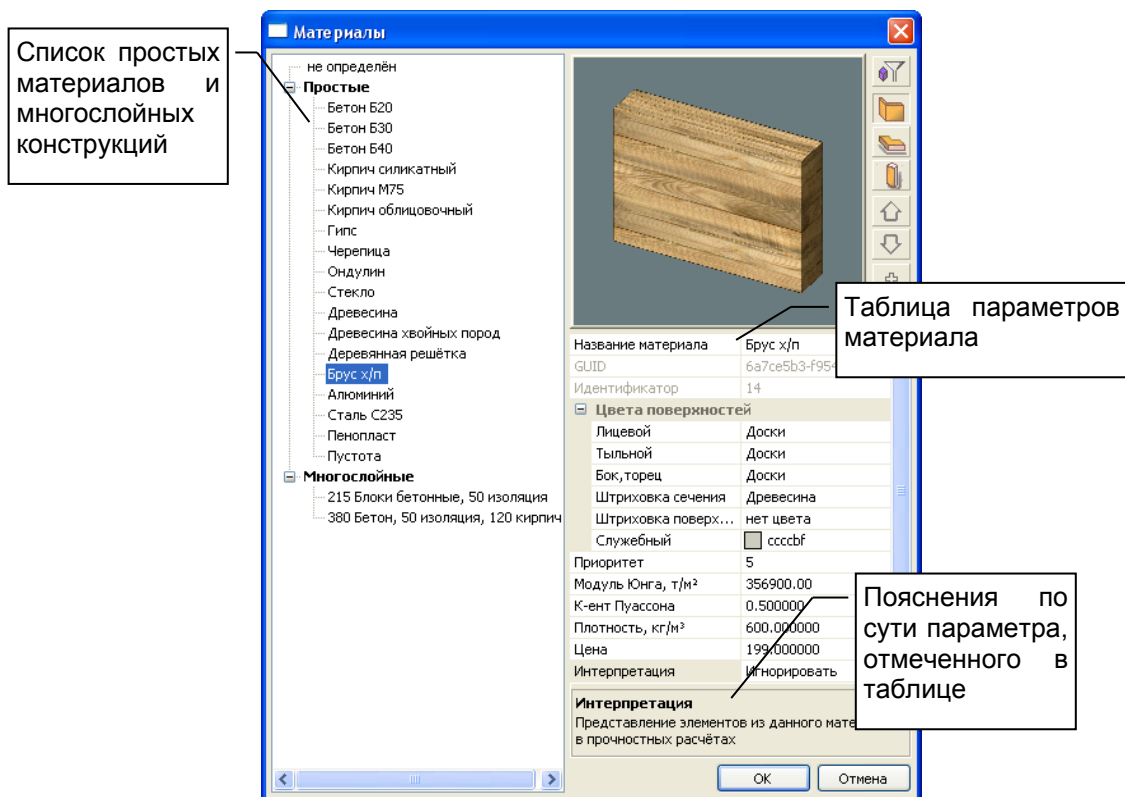 Материалы
Список простых
материалов и
многослойных
конструкций
не определён
Простые
Бетон Б20
Бетон Б30
Бетон Б40
Кирпич силикатный
Кирпич М75
Кирпич облицовочный
Гипс
Черепица
Ондулин
Стекло
Древесина
Древесина хвойных пород
Деревянная решётка
Брус х/п
Алюминий
Сталь С235
Пенопласт
Пустота
Многослойные
215 Блоки бетонные, 50 изоляция
380 Бетон, 50 изоляция, 120 кирпич
Таблица параметров
материала
Название материала Брус х/п
GUID 6a7ce5b3-f954
Идентификатор 14
Цвета поверхностей
Лицевой Доски
Тыльной Доски
Бок,торец Доски
Штриховка сечения Древесина
Штриховка поверх... нет цвета
Служебный ccccbf
Приоритет 5
Модуль Юнга, т/м² 356900.00
К-ент Пуассона 0.500000
Плотность, кг/м³ 600.000000
Цена 199.000000
Интерпретация Игнорировать
Пояснения по
сути параметра,
отмеченного в
таблице
Интерпретация
Представление элементов из данного мате
в прочностных расчётах
ОК Отмена